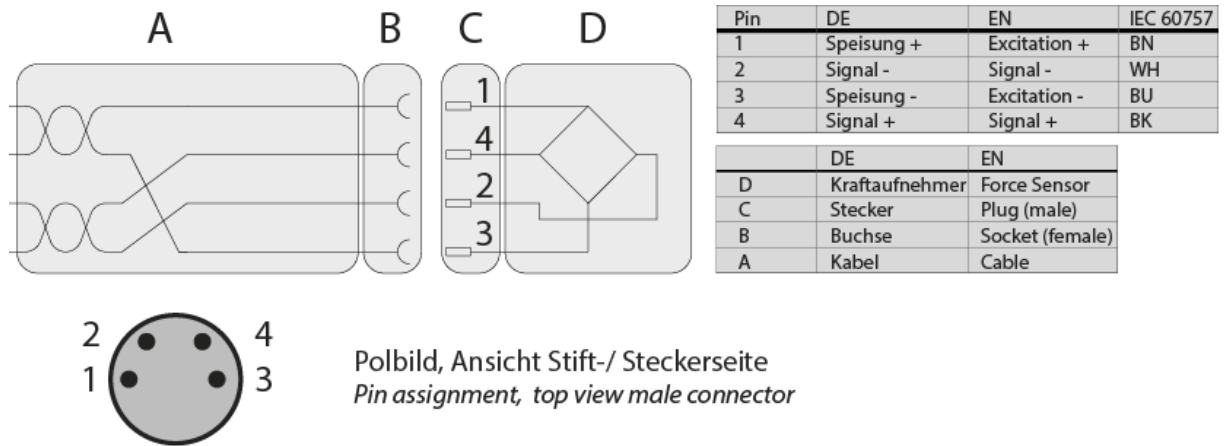 A B C D
1
4
2
3
Pin DE EN IEC 60757
1 Speisung + Excitation + BN
2 Signal - Signal - WH
3 Speisung - Excitation - BU
4 Signal + Signal + BK
DE EN
D Kraftaufnehmer Force Sensor
C Stecker Plug (male)
B Buchse Socket (female)
A Kabel Cable
2 4
1 3
Polbild, Ansicht Stift-/ Steckerseite
Pin assignment, top view male connector